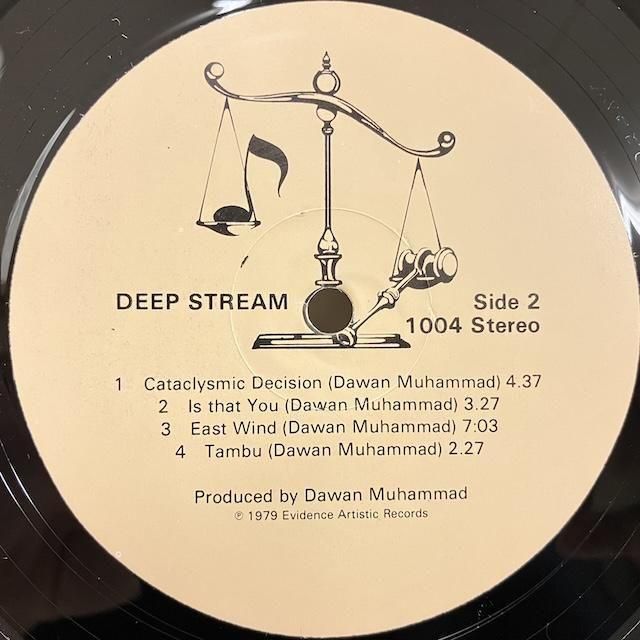 DEEP STREAM
Side 2
1004 Stereo
1 Cataclysmic Decision (Dawan Muhammad) 4.37
2 Is that You (Dawan Muhammad) 3.27
3 East Wind (Dawan Muhammad) 7:03
4 Tambu (Dawan Muhammad) 2.27
Produced by Dawan Muhammad
℗ 1979 Evidence Artistic Records